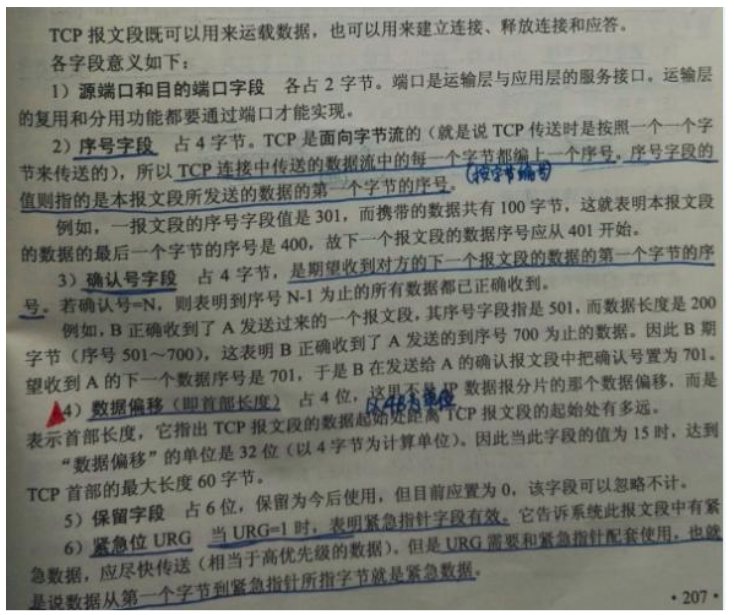 TCP 报文段既可以用来运载数据，也可以用来建立连接、释放连接和应答。
各字段意义如下：
1）源端口和目的端口字段 各占 2 字节。端口是运输层与应用层的服务接口。运输层
的复用和分用功能都要通过端口才能实现。
2）序号字段 占 4 字节。TCP 是面向字节流的（就是说 TCP 传送时是按照一个一个字
节来传送的），所以 TCP 连接中传送的数据流中的每一个字节都编上一个序号。序号字段的
值则指的是本报文段所发送的数据的第一个字节的序号。（按字节编号）
例如，一报文段的序号字段值是 301，而携带的数据共有 100 字节，这就表明本报文段
的数据的最后一个字节的序号是 400，故下一个报文段的数据序号应从 401 开始。
3）确认号字段 占 4 字节，是期望收到对方的下一个报文段的数据的第一个字节的序
号。若确认号=N，则表明到序号 N-1 为止的所有数据都已正确收到。
例如，B 正确收到了 A 发送过来的一个报文段，其序号字段指是 501，而数据长度是 200
字节（序号 501～700），这表明 B 正确收到了 A 发送的到序号 700 为止的数据。因此 B 期
望收到 A 的下一个数据序号是 701，于是 B 在发送给 A 的确认报文段中把确认号置为 701。
4）数据偏移（即首部长度） 占 4 位，这里不是 IP 数据报分片的那个数据偏移，而是
以4B为单位
表示首部长度，它指出 TCP 报文段的数据起始处距离 TCP 报文段的起始处有多远。
“数据偏移”的单位是 32 位（以 4 字节为计算单位）。因此当此字段的值为 15 时，达到
TCP 首部的最大长度 60 字节。
5）保留字段 占 6 位，保留为今后使用，但目前应置为 0，该字段可以忽略不计。
6）紧急位 URG 当 URG=1 时，表明紧急指针字段有效。它告诉系统此报文段中有紧
急数据，应尽快传送（相当于高优先级的数据）。但是 URG 需要和紧急指针配套使用，也就
是说数据从第一个字节到紧急指针所指字节就是紧急数据。
·207·